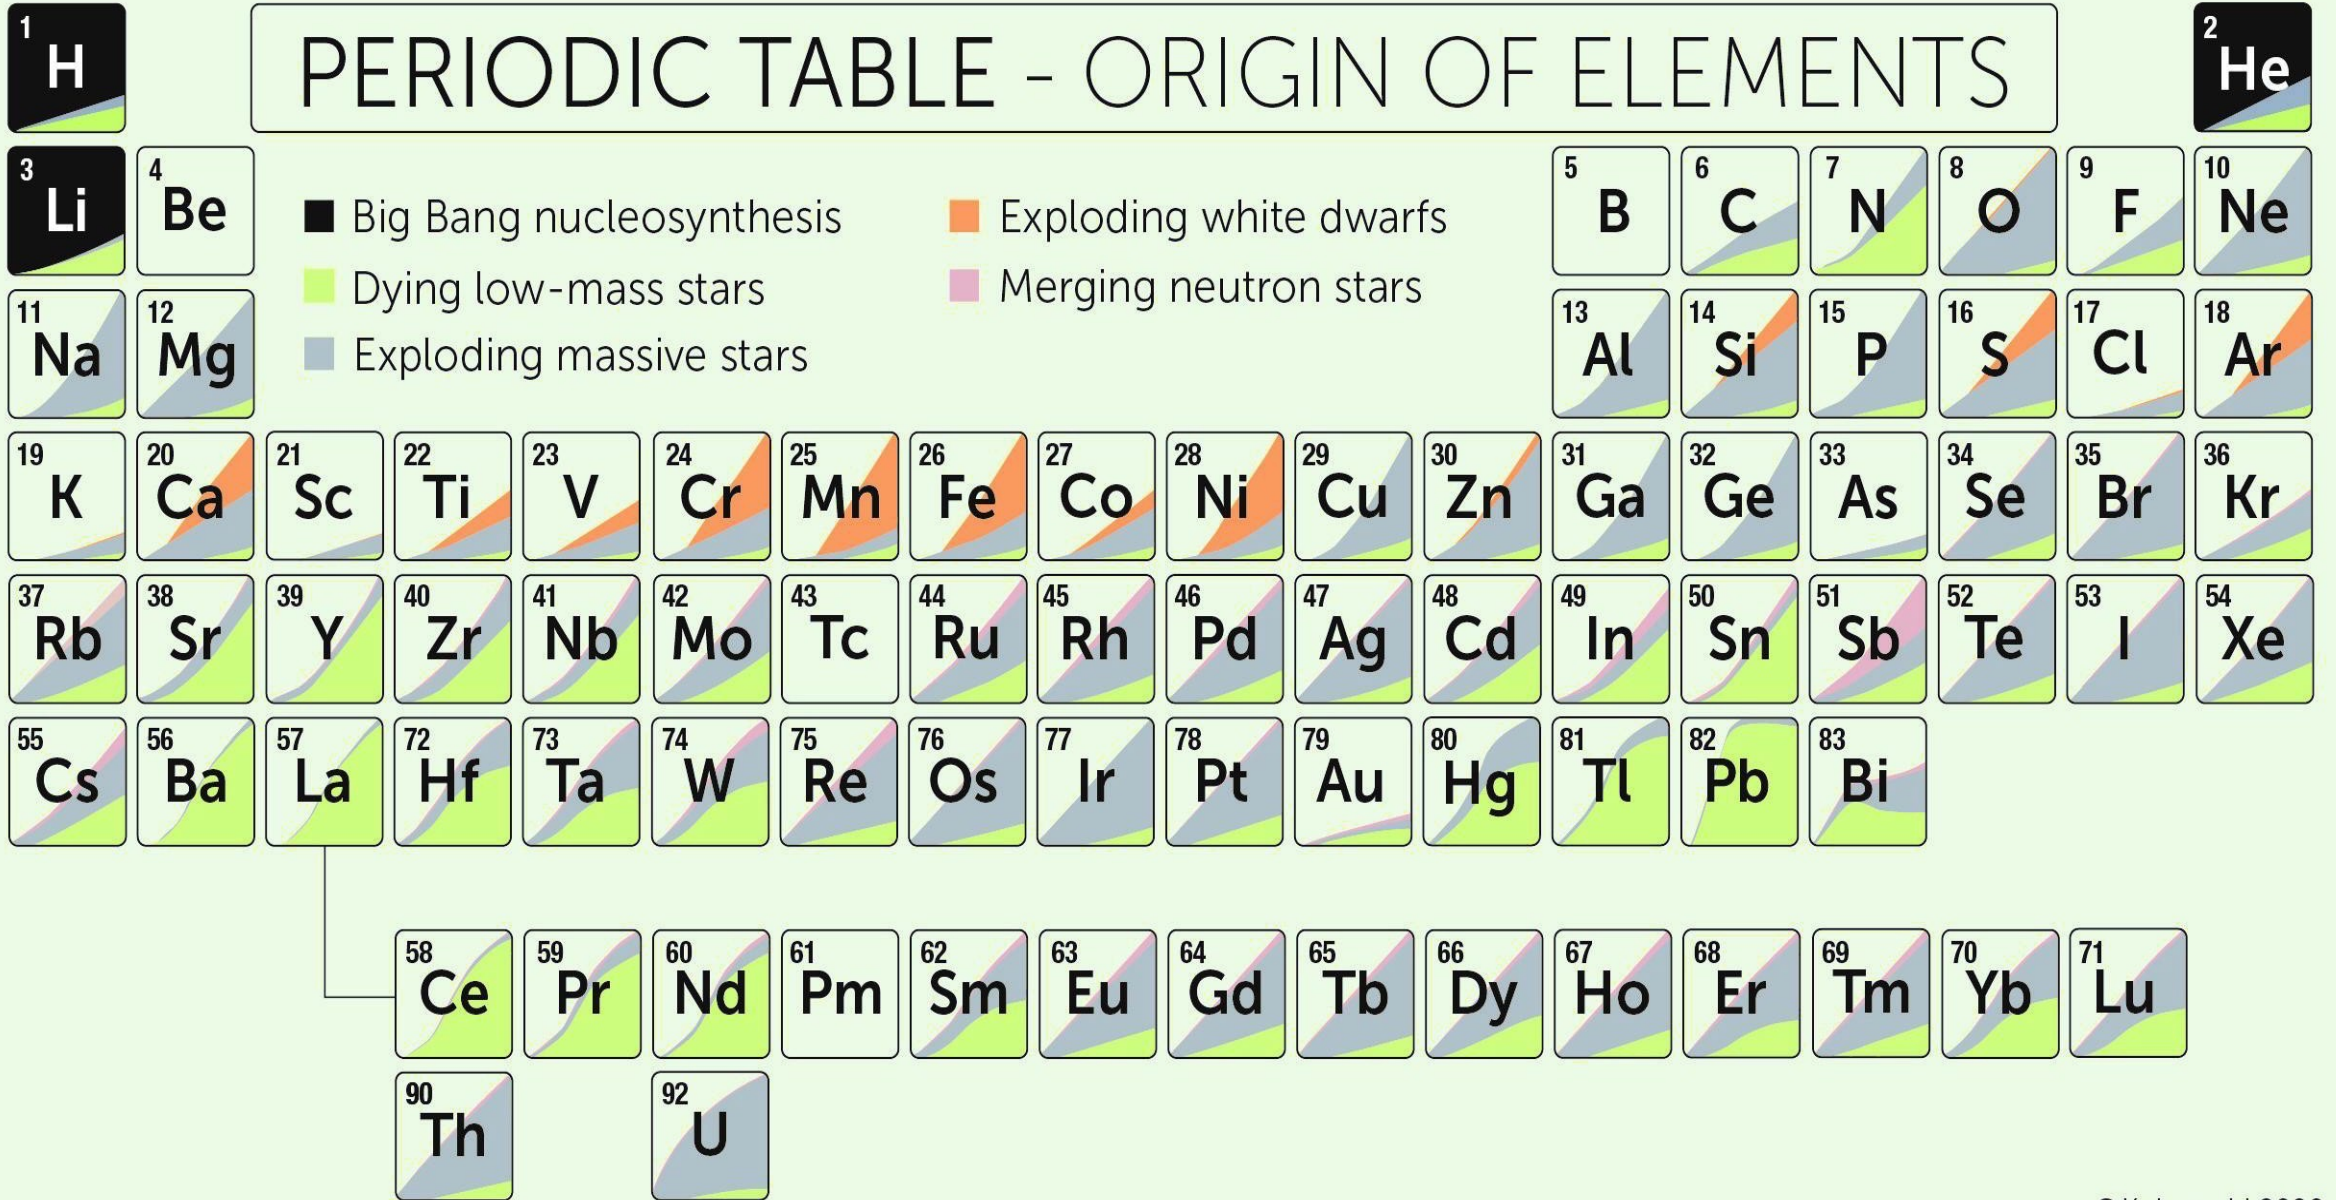 1 H
PERIODIC TABLE - ORIGIN OF ELEMENTS
2 He
3 Li
4 Be
5 B
6 C
7 N
8 O
9 F
10 Ne
Big Bang nucleosynthesis
Exploding white dwarfs
Dying low-mass stars
Merging neutron stars
Exploding massive stars
11 Na
12 Mg
13 Al
14 Si
15 P
16 S
17 Cl
18 Ar
19 K
20 Ca
21 Sc
22 Ti
23 V
24 Cr
25 Mn
26 Fe
27 Co
28 Ni
29 Cu
30 Zn
31 Ga
32 Ge
33 As
34 Se
35 Br
36 Kr
37 Rb
38 Sr
39 Y
40 Zr
41 Nb
42 Mo
43 Tc
44 Ru
45 Rh
46 Pd
47 Ag
48 Cd
49 In
50 Sn
51 Sb
52 Te
53 I
54 Xe
55 Cs
56 Ba
57 La
72 Hf
73 Ta
74 W
75 Re
76 Os
77 Ir
78 Pt
79 Au
80 Hg
81 Tl
82 Pb
83 Bi
58 Ce
59 Pr
60 Nd
61 Pm
62 Sm
63 Eu
64 Gd
65 Tb
66 Dy
67 Ho
68 Er
69 Tm
70 Yb
71 Lu
90 Th
92 U